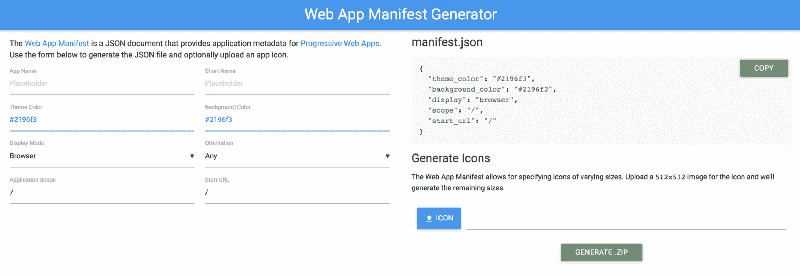 Web App Manifest Generator
The Web App Manifest is a JSON document that provides application metadata for Progressive Web Apps.
Use the form below to generate the JSON file and optionally upload an app icon.
App Name
Placeholder
Short Name
Placeholder
Theme Color
#2196f3
Background Color
#2196f3
Display Mode
Browser
Orientation
Any
Application Scope
/
Start URL
/
manifest.json
COPY
{
"theme_color": "#2196f3",
"background_color": "#2196f3",
"display": "browser",
"scope": "/",
"start_url": "/"
}
Generate Icons
The Web App Manifest allows for specifying icons of varying sizes. Upload a 512x512 image for the icon and we'll
generate the remaining sizes.
ICON
GENERATE .ZIP